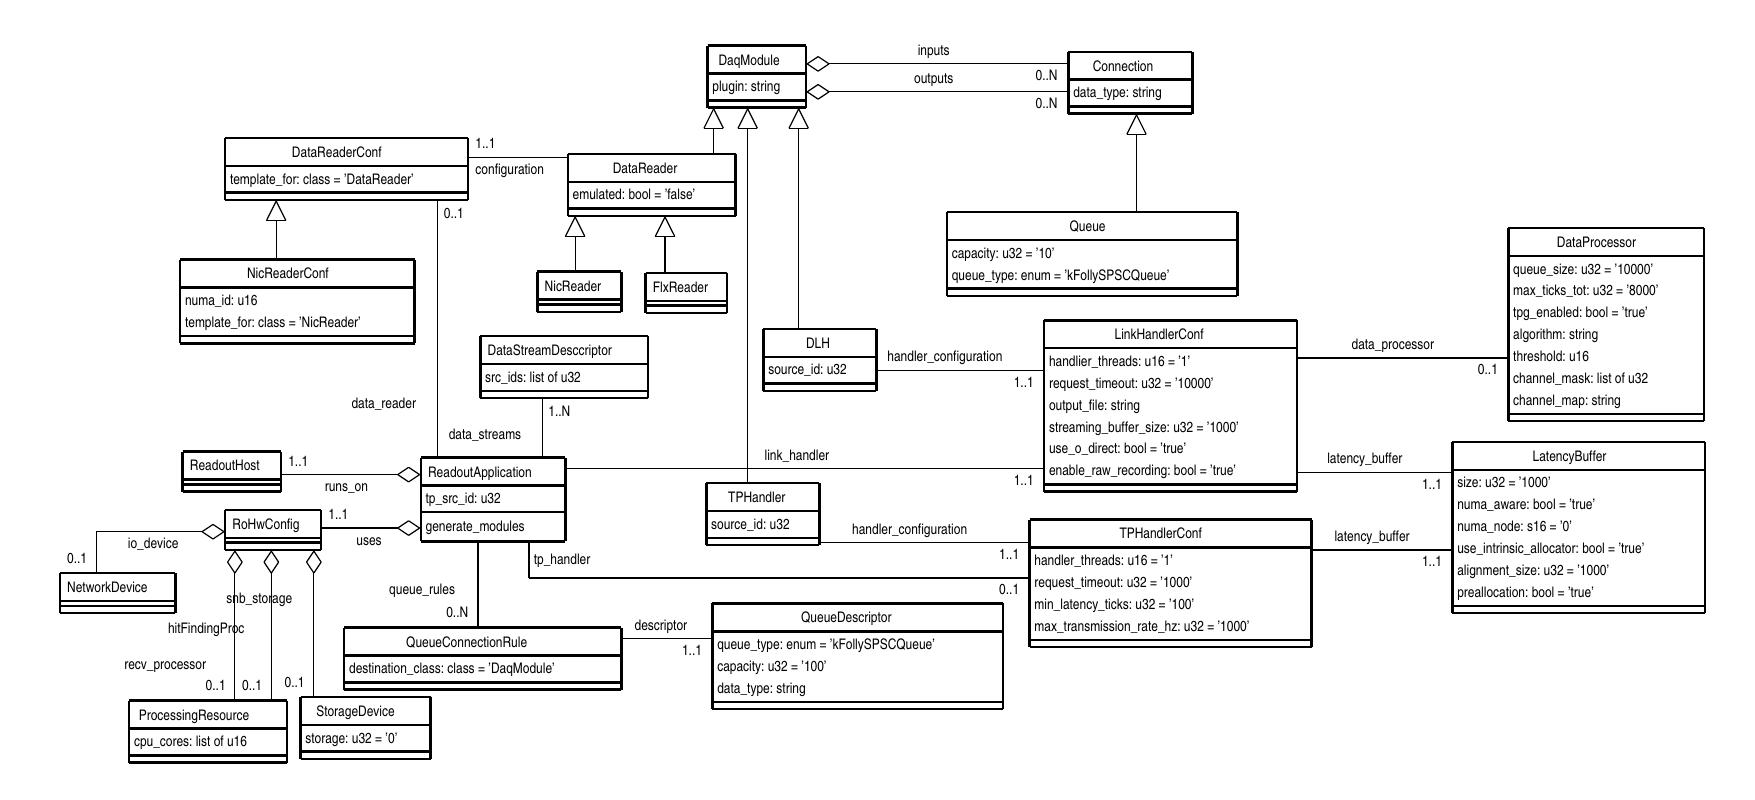 DaqModule
plugin: string
inputs
0..N
outputs
0..N
Connection
data_type: string
DataReaderConf
template_for: class = 'DataReader'
1..1
configuration
0..1
DataReader
emulated: bool = 'false'
NicReaderConf
numa_id: u16
template_for: class = 'NicReader'
NicReader
FlxReader
Queue
capacity: u32 = '10'
queue_type: enum = 'kFollySPSCQueue'
DataProcessor
queue_size: u32 = '10000'
max_ticks_tot: u32 = '8000'
tpg_enabled: bool = 'true'
algorithm: string
threshold: u16
channel_mask: list of u32
channel_map: string
DataStreamDesccriptor
src_ids: list of u32
1..N
data_reader
data_streams
DLH
source_id: u32
handler_configuration
1..1
LinkHandlerConf
handlier_threads: u16 = '1'
request_timeout: u32 = '10000'
output_file: string
streaming_buffer_size: u32 = '1000'
use_o_direct: bool = 'true'
enable_raw_recording: bool = 'true'
data_processor
0..1
ReadoutHost
1..1
runs_on
ReadoutApplication
tp_src_id: u32
generate_modules
link_handler
1..1
latency_buffer
1..1
LatencyBuffer
size: u32 = '1000'
numa_aware: bool = 'true'
numa_node: s16 = '0'
use_intrinsic_allocator: bool = 'true'
alignment_size: u32 = '1000'
preallocation: bool = 'true'
RoHwConfig
1..1
uses
io_device
0..1
NetworkDevice
TPHandler
source_id: u32
handler_configuration
1..1
tp_handler
0..1
TPHandlerConf
handler_threads: u16 = '1'
request_timeout: u32 = '1000'
min_latency_ticks: u32 = '100'
max_transmission_rate_hz: u32 = '1000'
latency_buffer
1..1
snb_storage
hitFindingProc
recv_processor
0..1
0..1
0..1
queue_rules
0..N
QueueConnectionRule
destination_class: class = 'DaqModule'
descriptor
1..1
QueueDescriptor
queue_type: enum = 'kFollySPSCQueue'
capacity: u32 = '100'
data_type: string
ProcessingResource
cpu_cores: list of u16
StorageDevice
storage: u32 = '0'